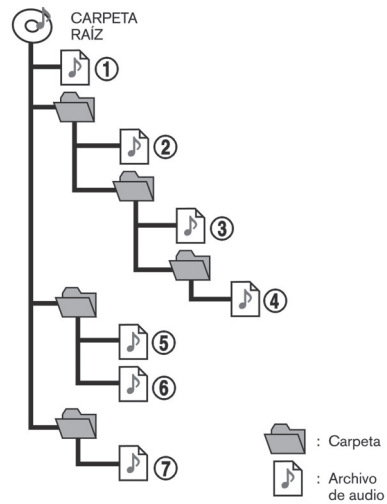 CARPETA
RAÍZ
1
2
3
4
5
6
7
: Carpeta
: Archivo
de audio